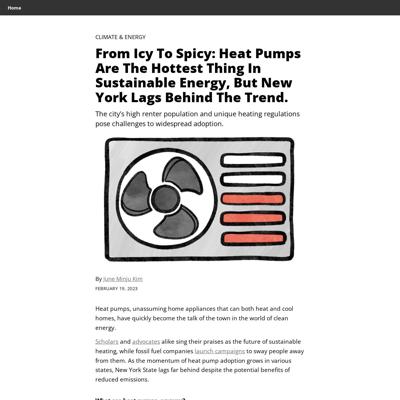 Home
CLIMATE & ENERGY
From Icy To Spicy: Heat Pumps
Are The Hottest Thing In
Sustainable Energy, But New
York Lags Behind The Trend.
The city's high renter population and unique heating regulations
pose challenges to widespread adoption.
By June Minju Kim
FEBRUARY 19, 2023
Heat pumps, unassuming home appliances that can both heat and cool
homes, have quickly become the talk of the town in the world of clean
energy.
Scholars and advocates alike sing their praises as the future of sustainable
heating, while fossil fuel companies launch campaigns to sway people away
from them. As the momentum of heat pump adoption grows in various
states, New York State lags far behind despite the potential benefits of
reduced emissions.